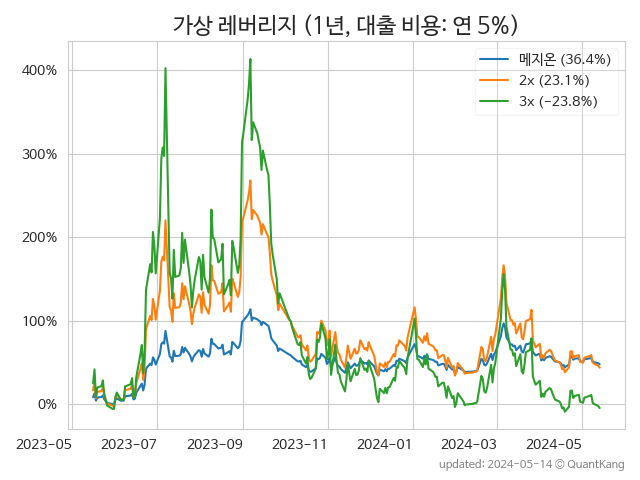 가상 레버리지 (1년, 대출 비용: 연 5%)
메지온 (36.4%)
2x (23.1%)
3x (−23.8%)
400%
300%
200%
100%
0%
2023-05
2023-07
2023-09
2023-11
2024-01
2024-03
2024-05
updated: 2024-05-14 © QuantKang